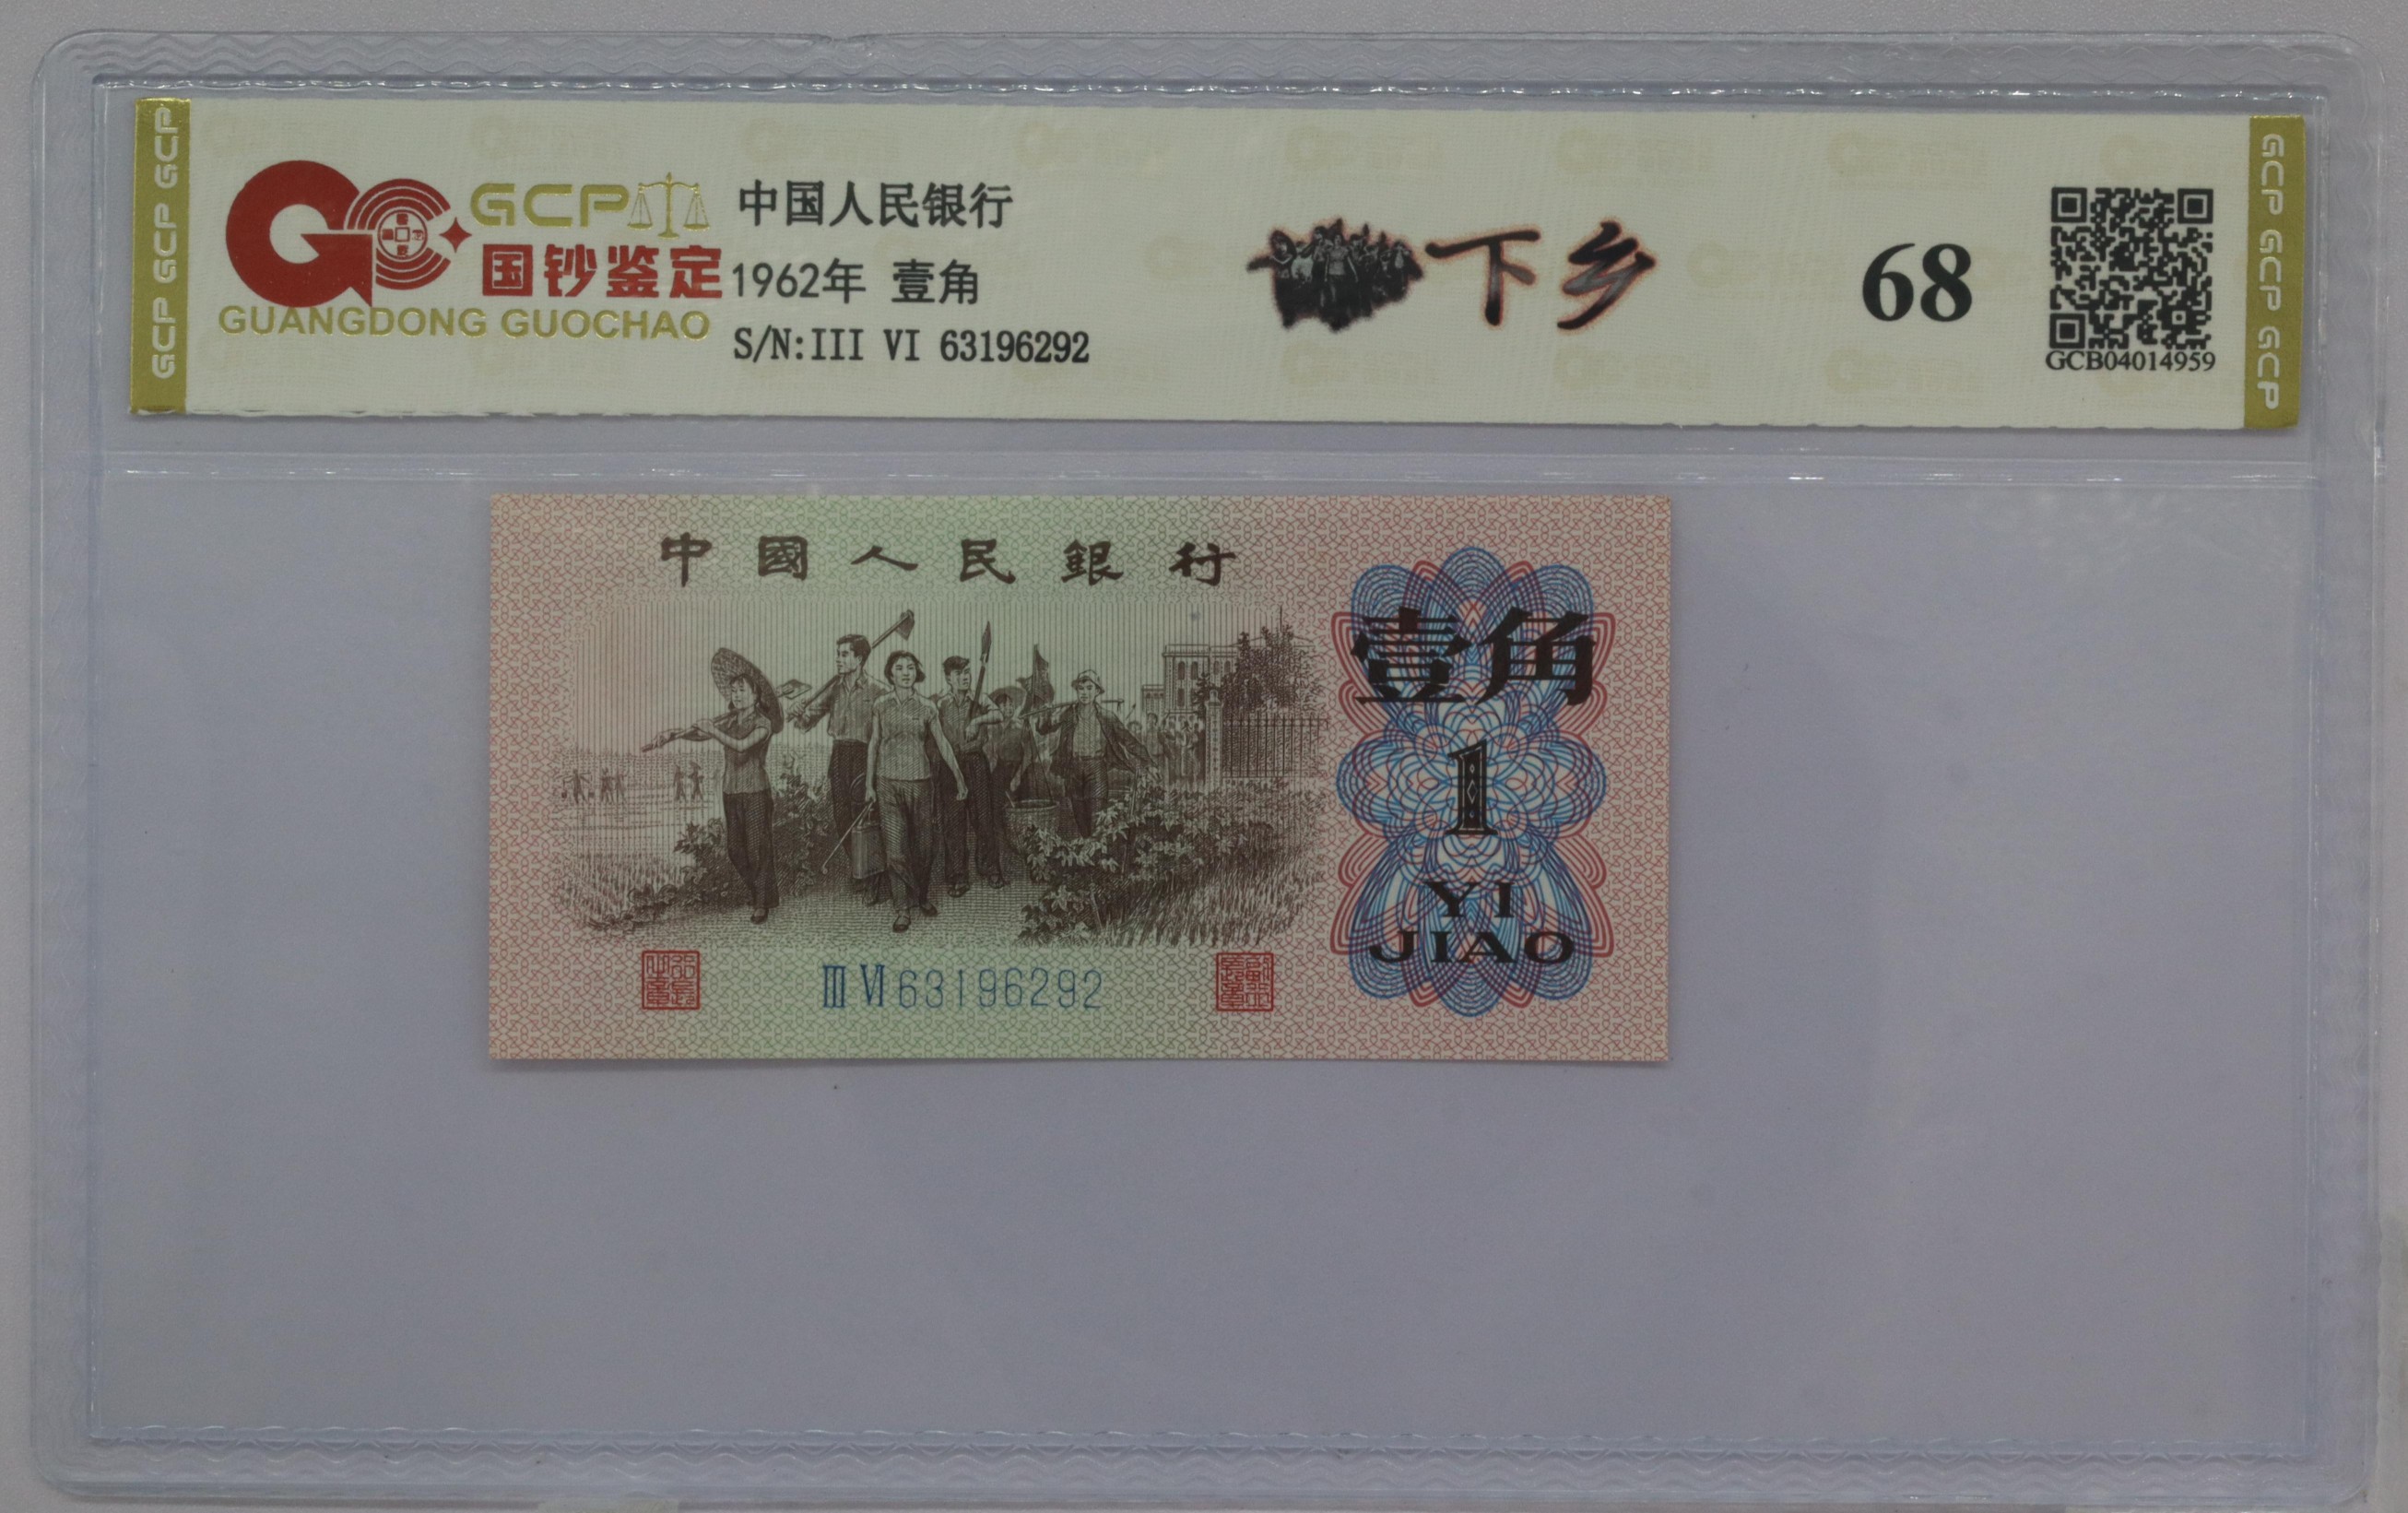 GCP GCP GCP
GCP
国钞鉴定
GUANGDONG GUOCHAO
中国人民银行
1962年 壹角
S/N:III VI 63196292
下乡
68
GCB04014959
GCP GCP GCP
中國人民銀行
壹角
1
YI
JIAO
III VI 63196292